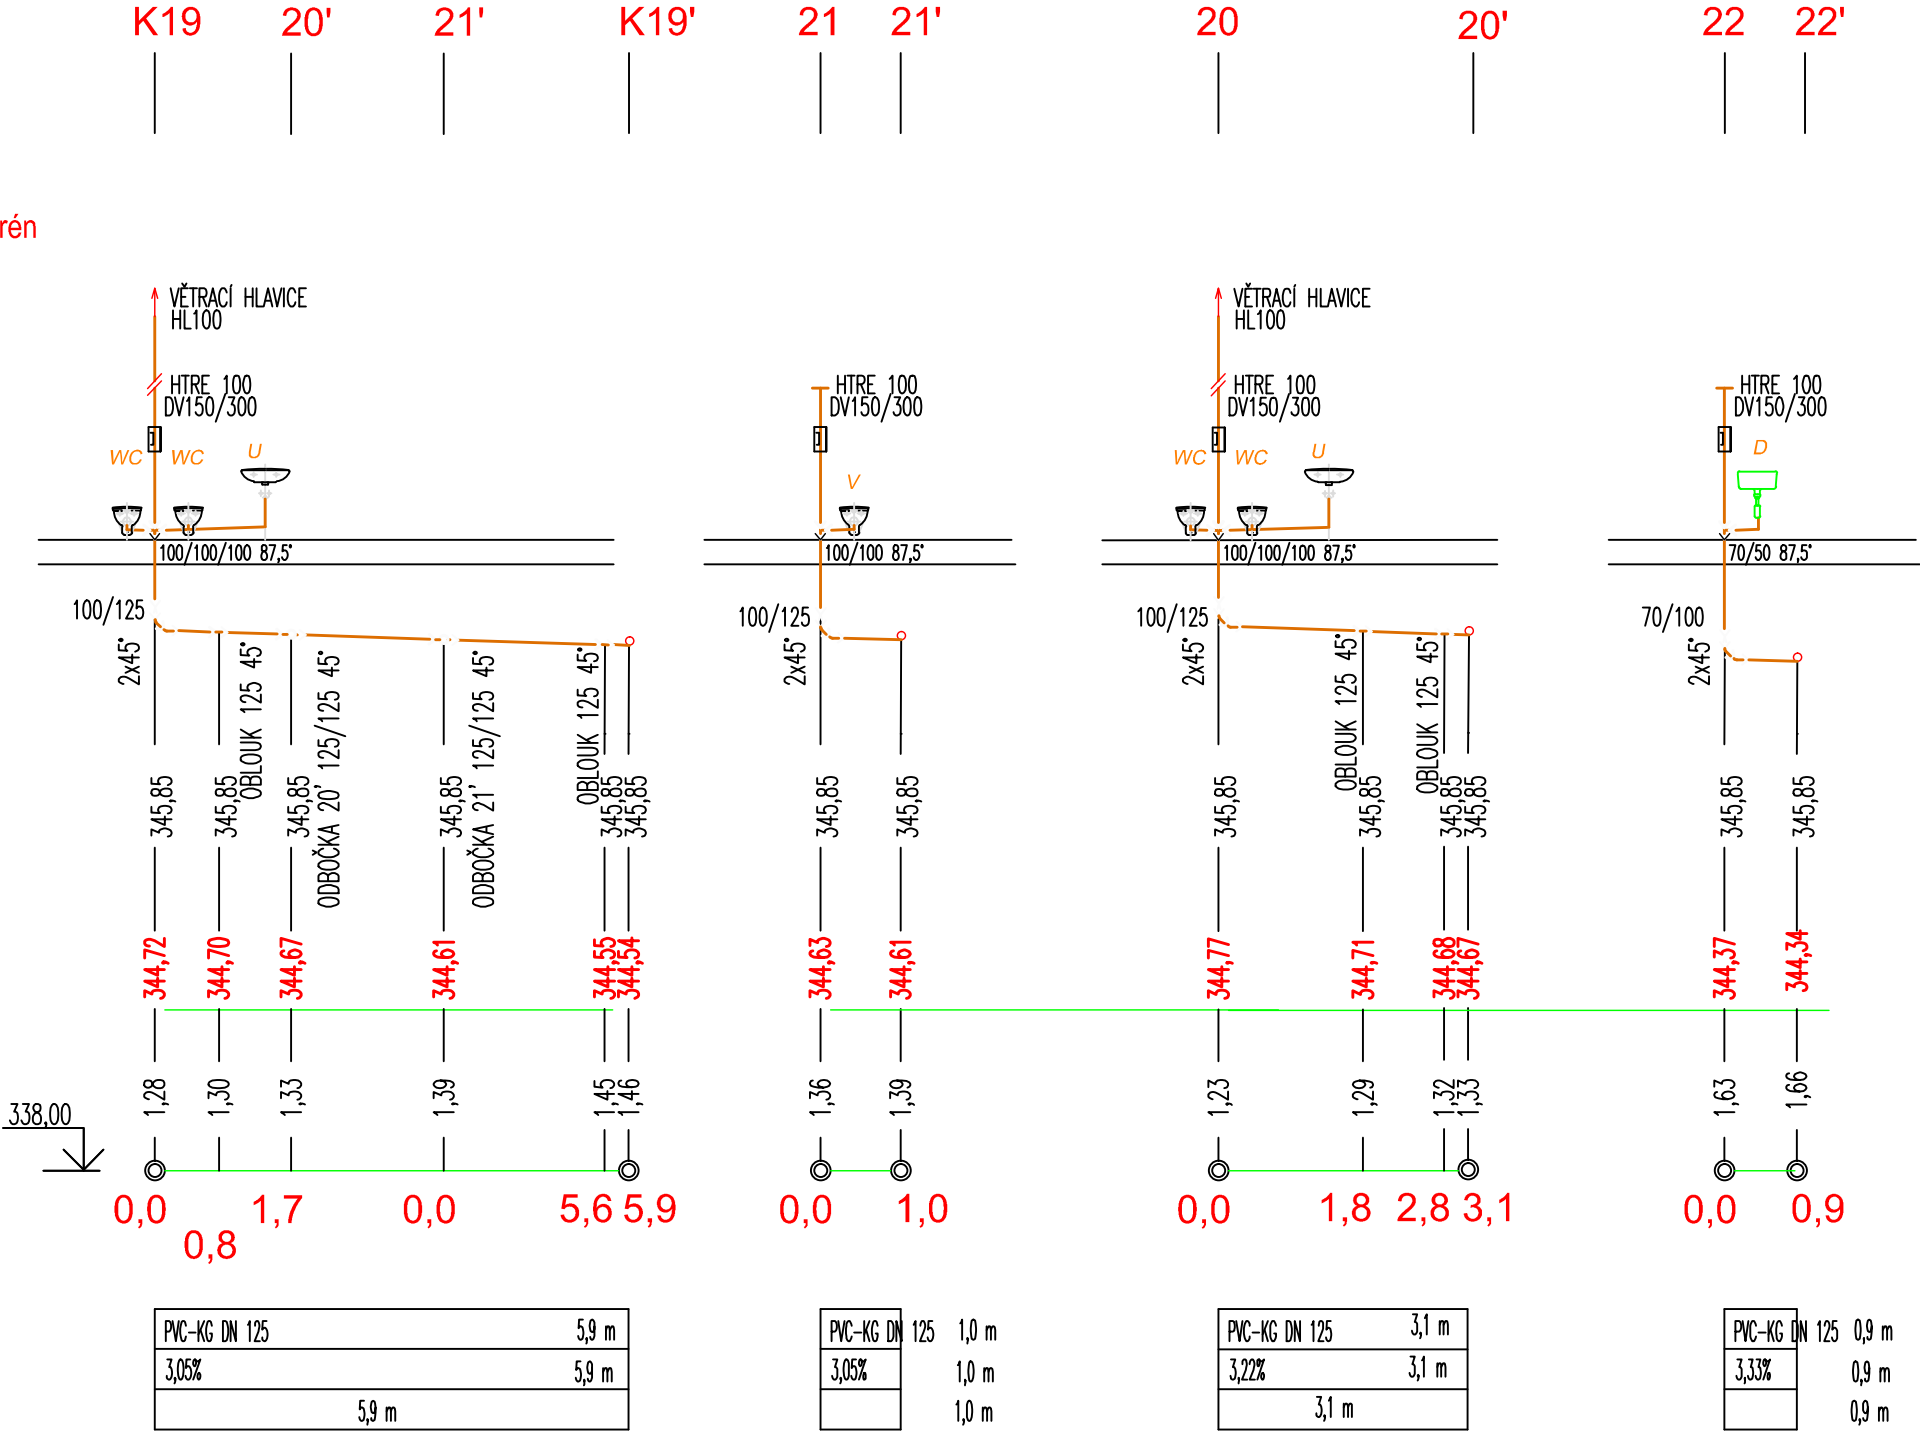 K19 20' 21' K19' 21 21' 20 20' 22 22'
rén
VĚTRACÍ HLAVICE
HL100
VĚTRACÍ HLAVICE
HL100
HTRE 100
DV150/300
HTRE 100
DV150/300
HTRE 100
DV150/300
HTRE 100
DV150/300
WC WC U
V
WC WC U
D
100/100/100 87,5°
100/100 87,5°
100/100/100 87,5°
70/50 87,5°
100/125
100/125
100/125
70/100
2x45°
OBLOUK 125 45°
ODBOČKA 20' 125/125 45°
ODBOČKA 21' 125/125 45°
OBLOUK 125 45°
2x45°
2x45°
OBLOUK 125 45°
OBLOUK 125 45°
2x45°
345,85 345,85 345,85 345,85 345,85 345,85 345,85 345,85 345,85 345,85 345,85 345,85 345,85 345,85
344,72 344,70 344,67 344,61 344,55 344,54 344,63 344,61 344,77 344,71 344,68 344,67 344,37 344,34
1,28 1,30 1,33 1,39 1,45 1,46 1,36 1,39 1,23 1,29 1,32 1,33 1,63 1,66
338,00
0,0 1,7 0,0 5,6 5,9 0,0 1,0 0,0 1,8 2,8 3,1 0,0 0,9
0,8
PVC-KG DN 125 5,9 m
3,05% 5,9 m
5,9 m
PVC-KG DN 125 1,0 m
3,05% 1,0 m
1,0 m
PVC-KG DN 125 3,1 m
3,22% 3,1 m
3,1 m
PVC-KG DN 125 0,9 m
3,33% 0,9 m
0,9 m